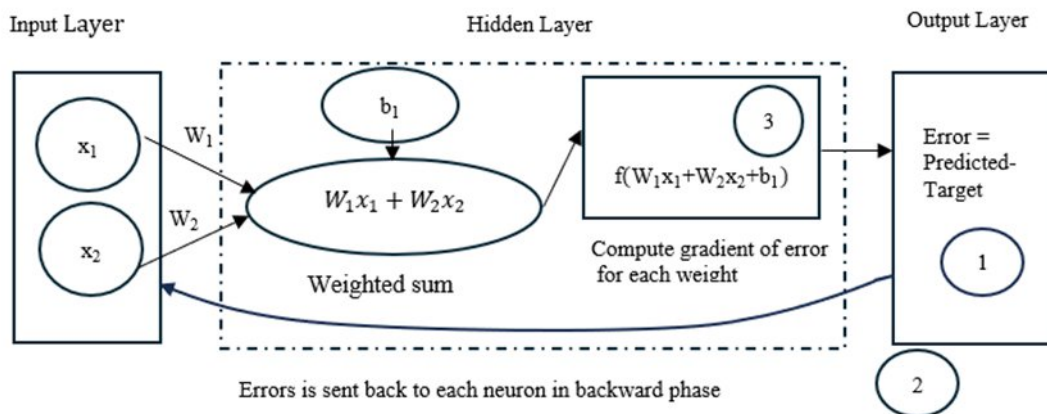 Input Layer
Hidden Layer
Output Layer
x₁
x₂
W₁
W₂
b₁
W₁x₁ + W₂x₂
Weighted sum
3
f(W₁x₁+W₂x₂+b₁)
Compute gradient of error
for each weight
Error =
Predicted-
Target
1
2
Errors is sent back to each neuron in backward phase